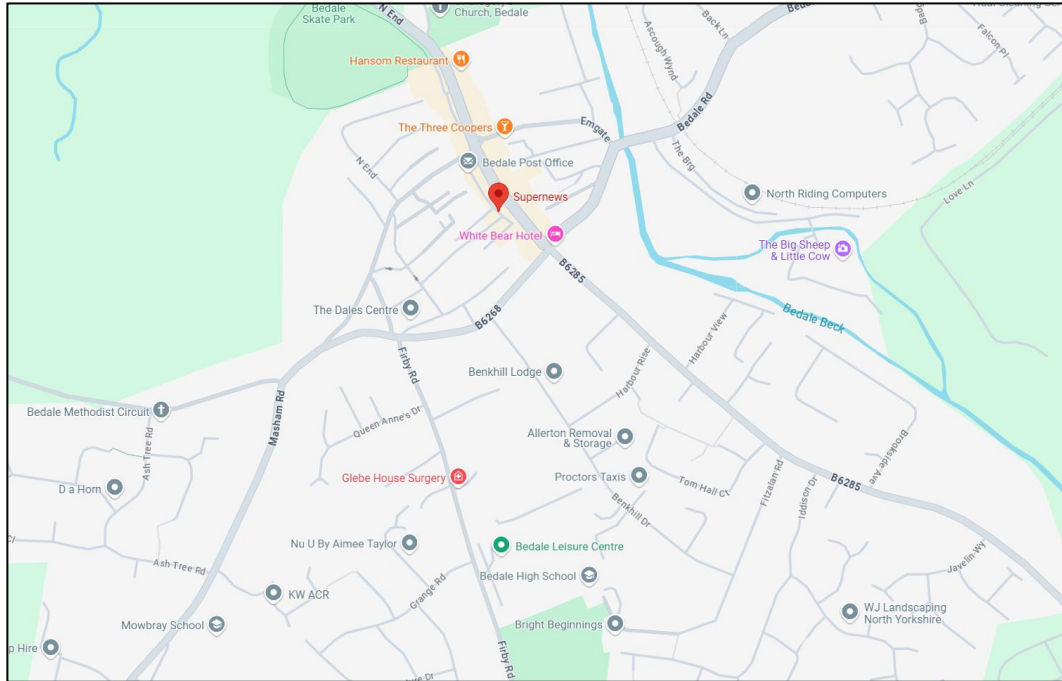 Bedale
Skate Park
N End
Church, Bedale
Back Ln
Ascough Wynd
Falcon Pl
Hansom Restaurant
The Three Coopers
Emgate
Bedale Rd
N End
Bedale Post Office
The Brg
Supernews
North Riding Computers
Love Ln
White Bear Hotel
The Big Sheep
& Little Cow
B6285
The Dales Centre
B6268
Bedale Beck
Firby Rd
Harbour View
Benkhill Lodge
Harbour Rise
Masham Rd
Bedale Methodist Circuit
Queen Anne's Dr
Ash Tree Rd
Allerton Removal
& Storage
Brookside Ave
Glebe House Surgery
Proctors Taxis
Tom Hall C
Fitzalan Rd
Iddison Dr
B6285
D a Horn
Benkhill Dr
Nu U By Aimee Taylor
Bedale Leisure Centre
Javelin Wy
Ash Tree Rd
Grange Rd
Bedale High School
KW ACR
WJ Landscaping
North Yorkshire
Mowbray School
Bright Beginnings
p Hire
Firby Rd